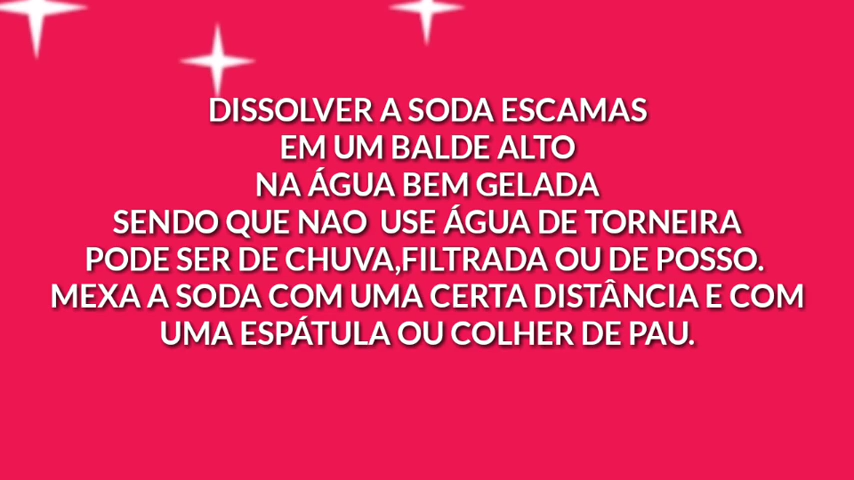 DISSOLVER A SODA ESCAMAS
EM UM BALDE ALTO
NA ÁGUA BEM GELADA
SENDO QUE NAO  USE ÁGUA DE TORNEIRA
PODE SER DE CHUVA,FILTRADA OU DE POSSO.
MEXA A SODA COM UMA CERTA DISTÂNCIA E COM
UMA ESPÁTULA OU COLHER DE PAU.